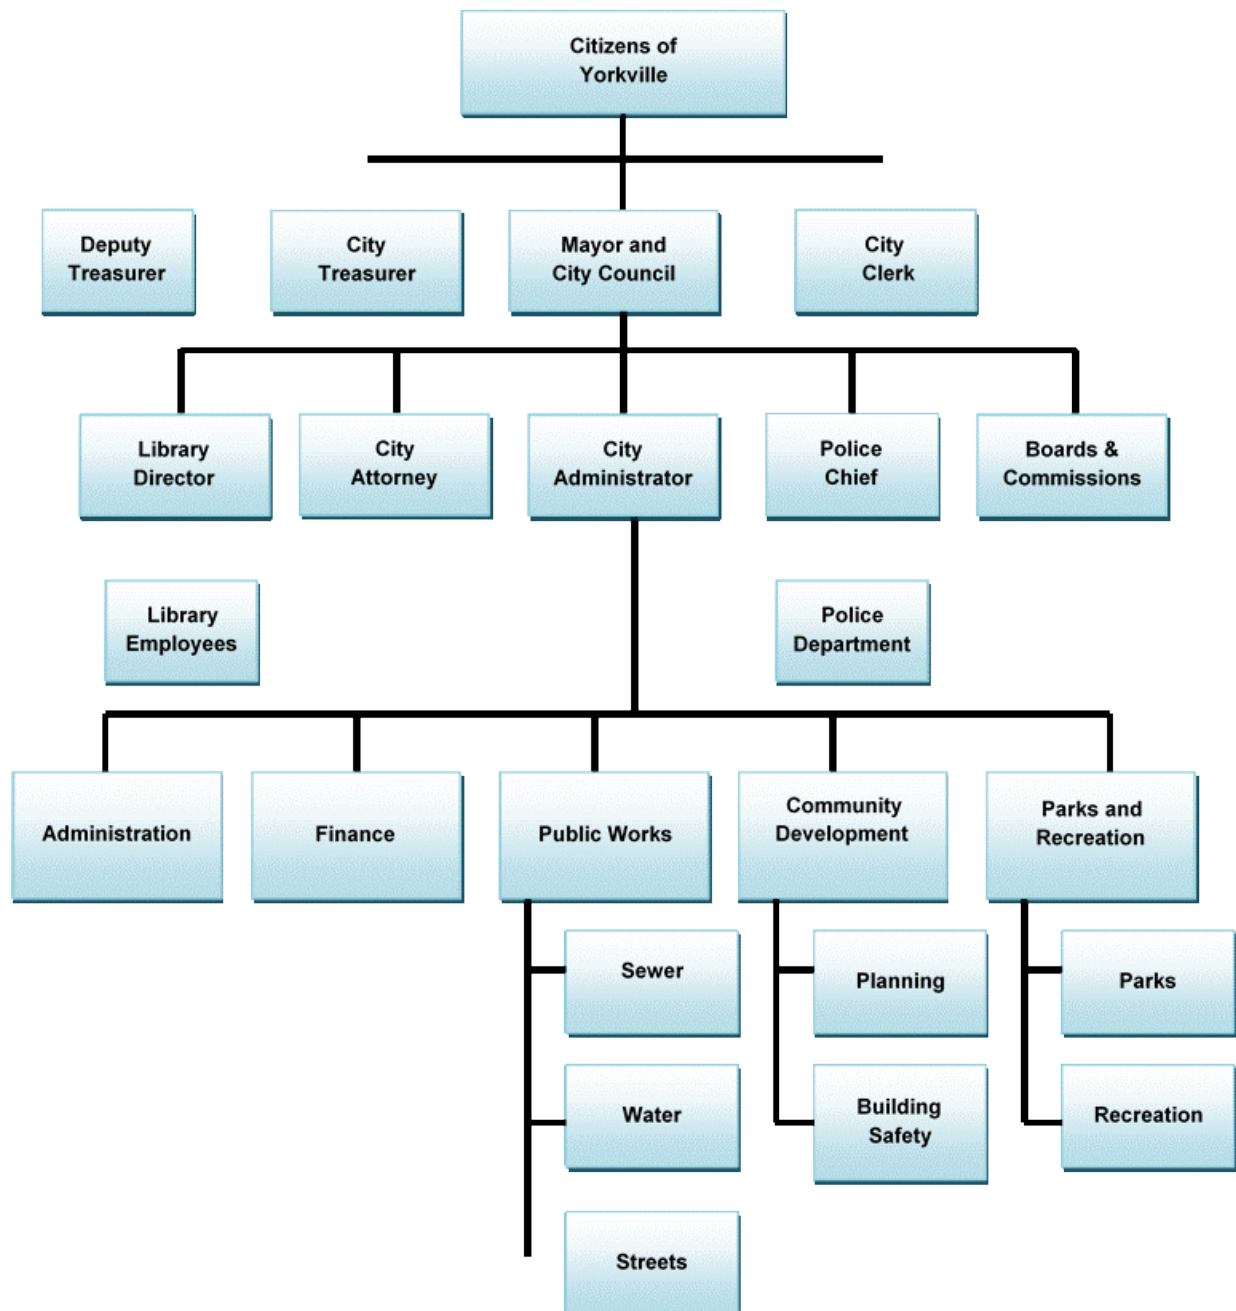 Citizens of
Yorkville
Deputy
Treasurer
City
Treasurer
Mayor and
City Council
City
Clerk
Library
Director
City
Attorney
City
Administrator
Police
Chief
Boards &
Commissions
Library
Employees
Police
Department
Administration
Finance
Public Works
Community
Development
Parks and
Recreation
Sewer
Planning
Parks
Water
Building
Safety
Recreation
Streets